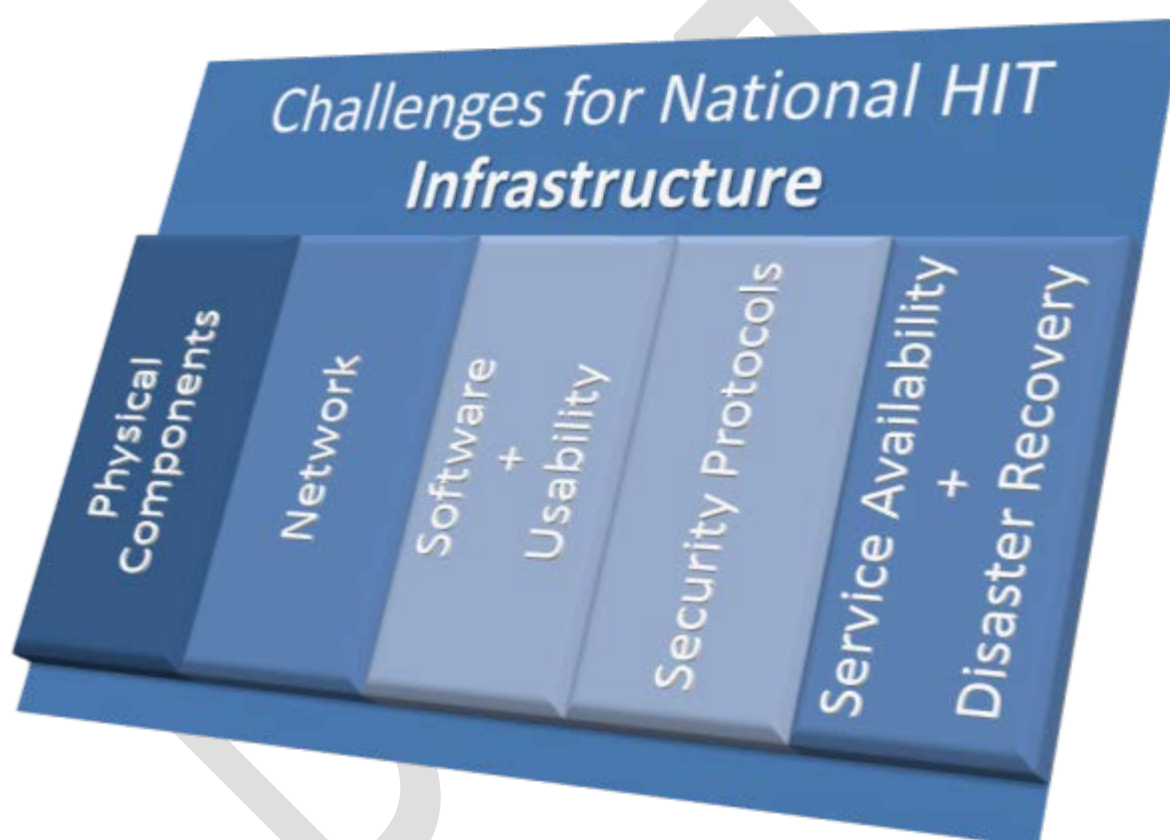 Challenges for National HIT
Infrastructure
Physical
Components
Network
Software
+
Usability
Security Protocols
Service Availability
+
Disaster Recovery